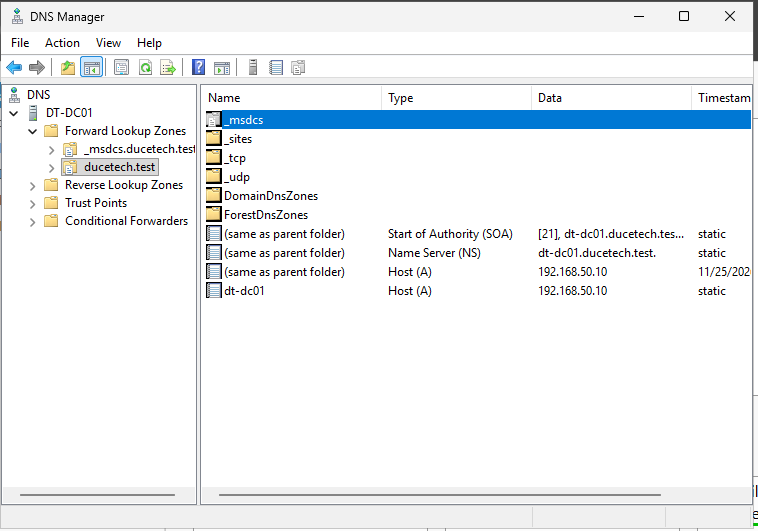 DNS Manager
File Action View Help
DNS
DT-DC01
Forward Lookup Zones
_msdcs.ducetech.test
ducetech.test
Reverse Lookup Zones
Trust Points
Conditional Forwarders
Name Type Data Timestam
_msdcs
_sites
_tcp
_udp
DomainDnsZones
ForestDnsZones
(same as parent folder) Start of Authority (SOA) [21], dt-dc01.ducetech.tes... static
(same as parent folder) Name Server (NS) dt-dc01.ducetech.test. static
(same as parent folder) Host (A) 192.168.50.10 11/25/202
dt-dc01 Host (A) 192.168.50.10 static